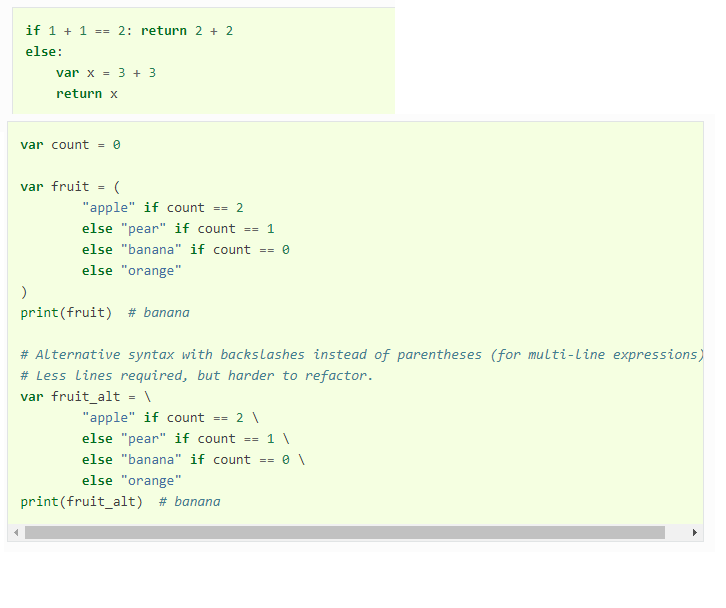 if 1 + 1 == 2: return 2 + 2
else:
    var x = 3 + 3
    return x
var count = 0
var fruit = (
        "apple" if count == 2
        else "pear" if count == 1
        else "banana" if count == 0
        else "orange"
)
print(fruit)  # banana
# Alternative syntax with backslashes instead of parentheses (for multi-line expressions)
# Less lines required, but harder to refactor.
var fruit_alt = \
        "apple" if count == 2 \
        else "pear" if count == 1 \
        else "banana" if count == 0 \
        else "orange"
print(fruit_alt)  # banana